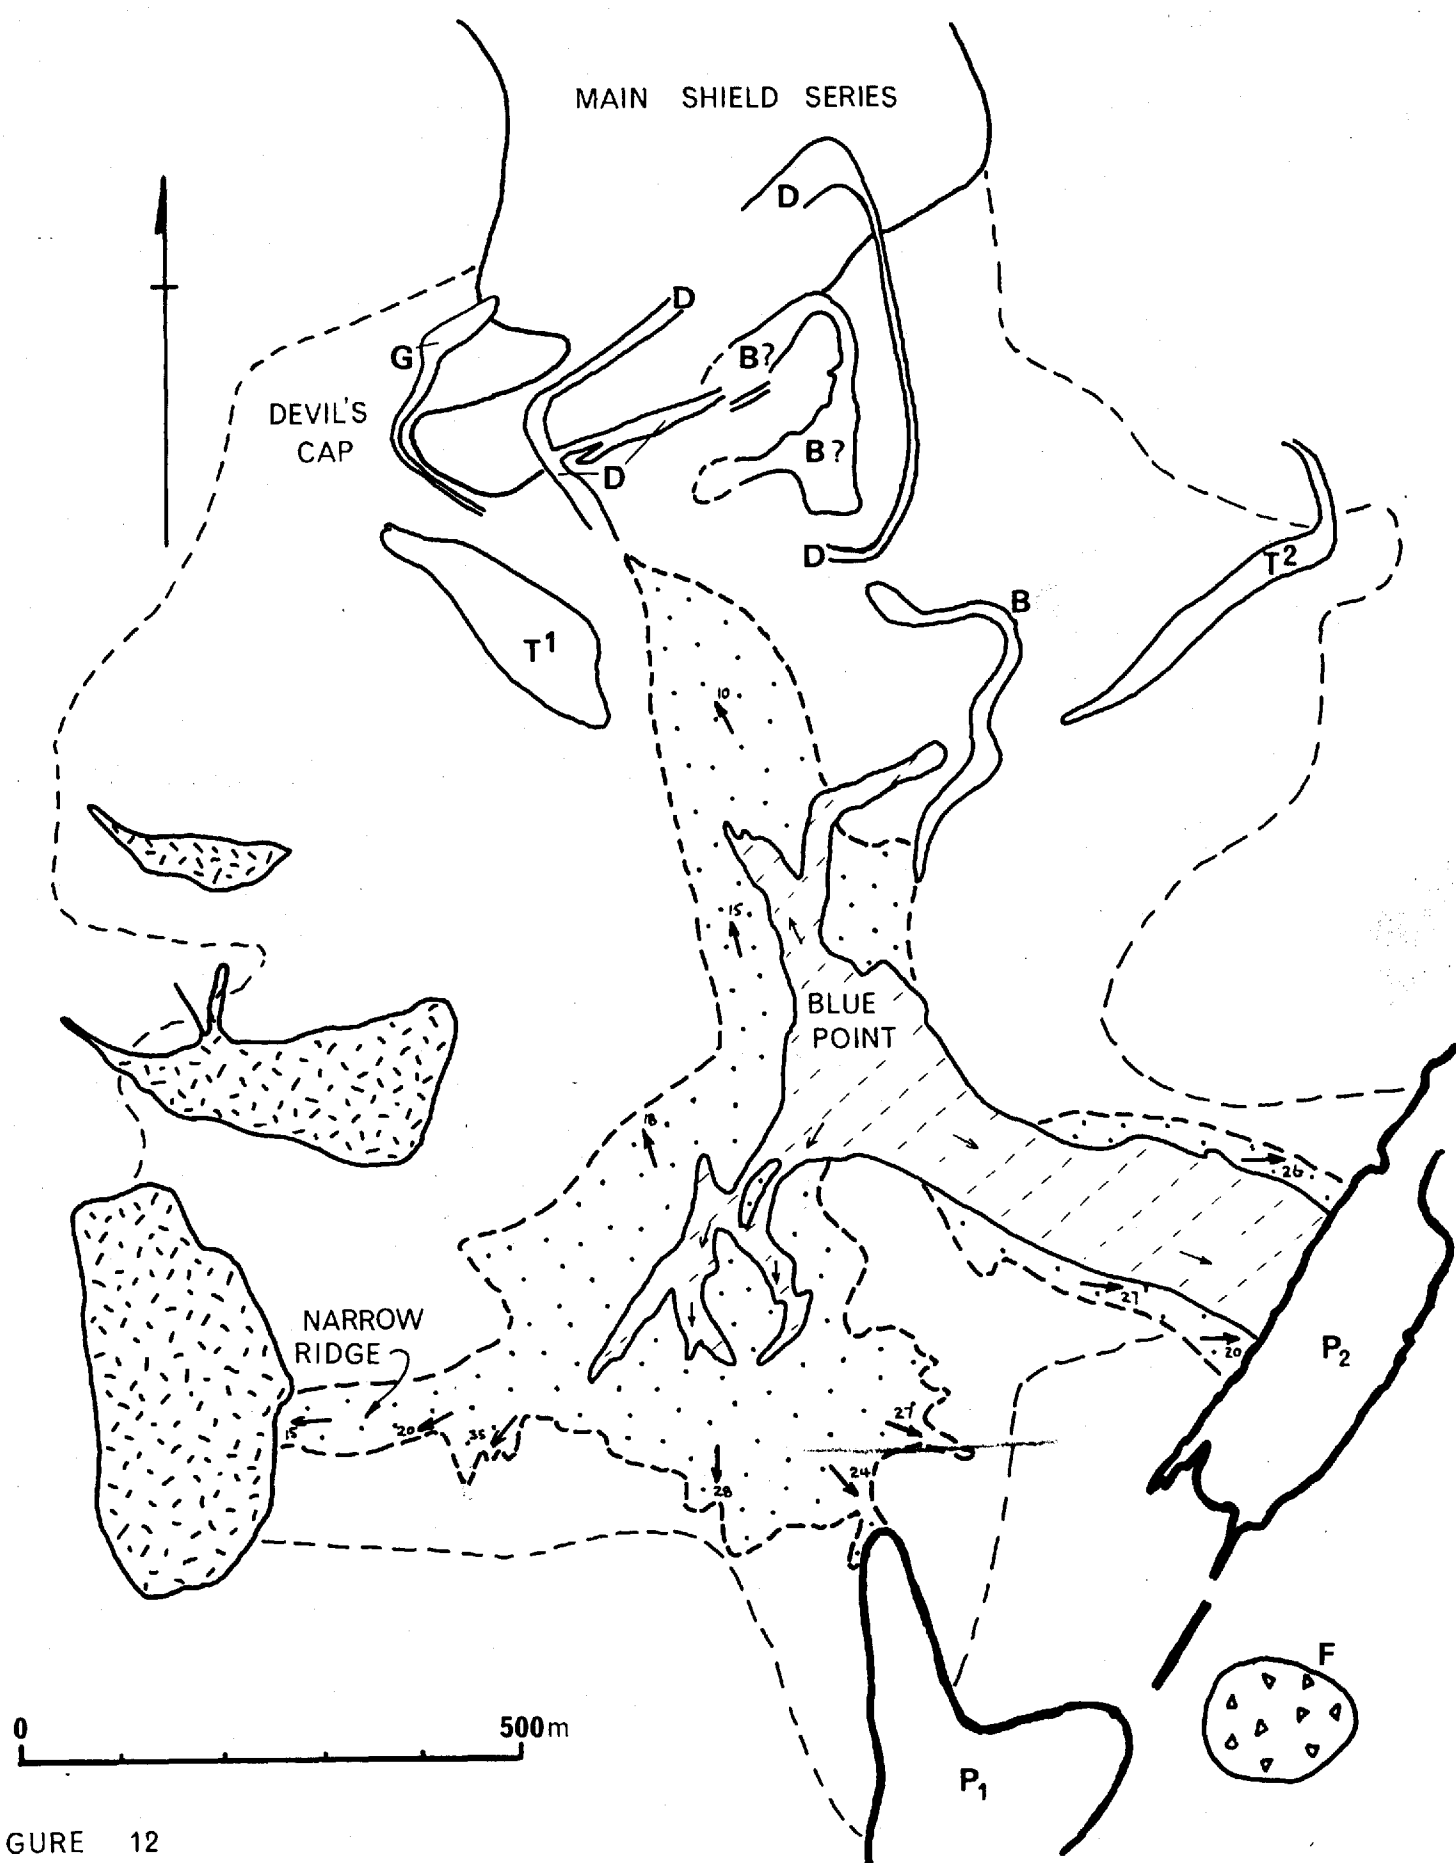 MAIN SHIELD SERIES
D
D
G
B?
DEVIL'S
CAP
B?
D
D
T2
B
T1
10
15
BLUE
POINT
18
26
27
NARROW
RIDGE
20
P2
15
20
35
27
24
28
F
0 500m
P1
GURE 12